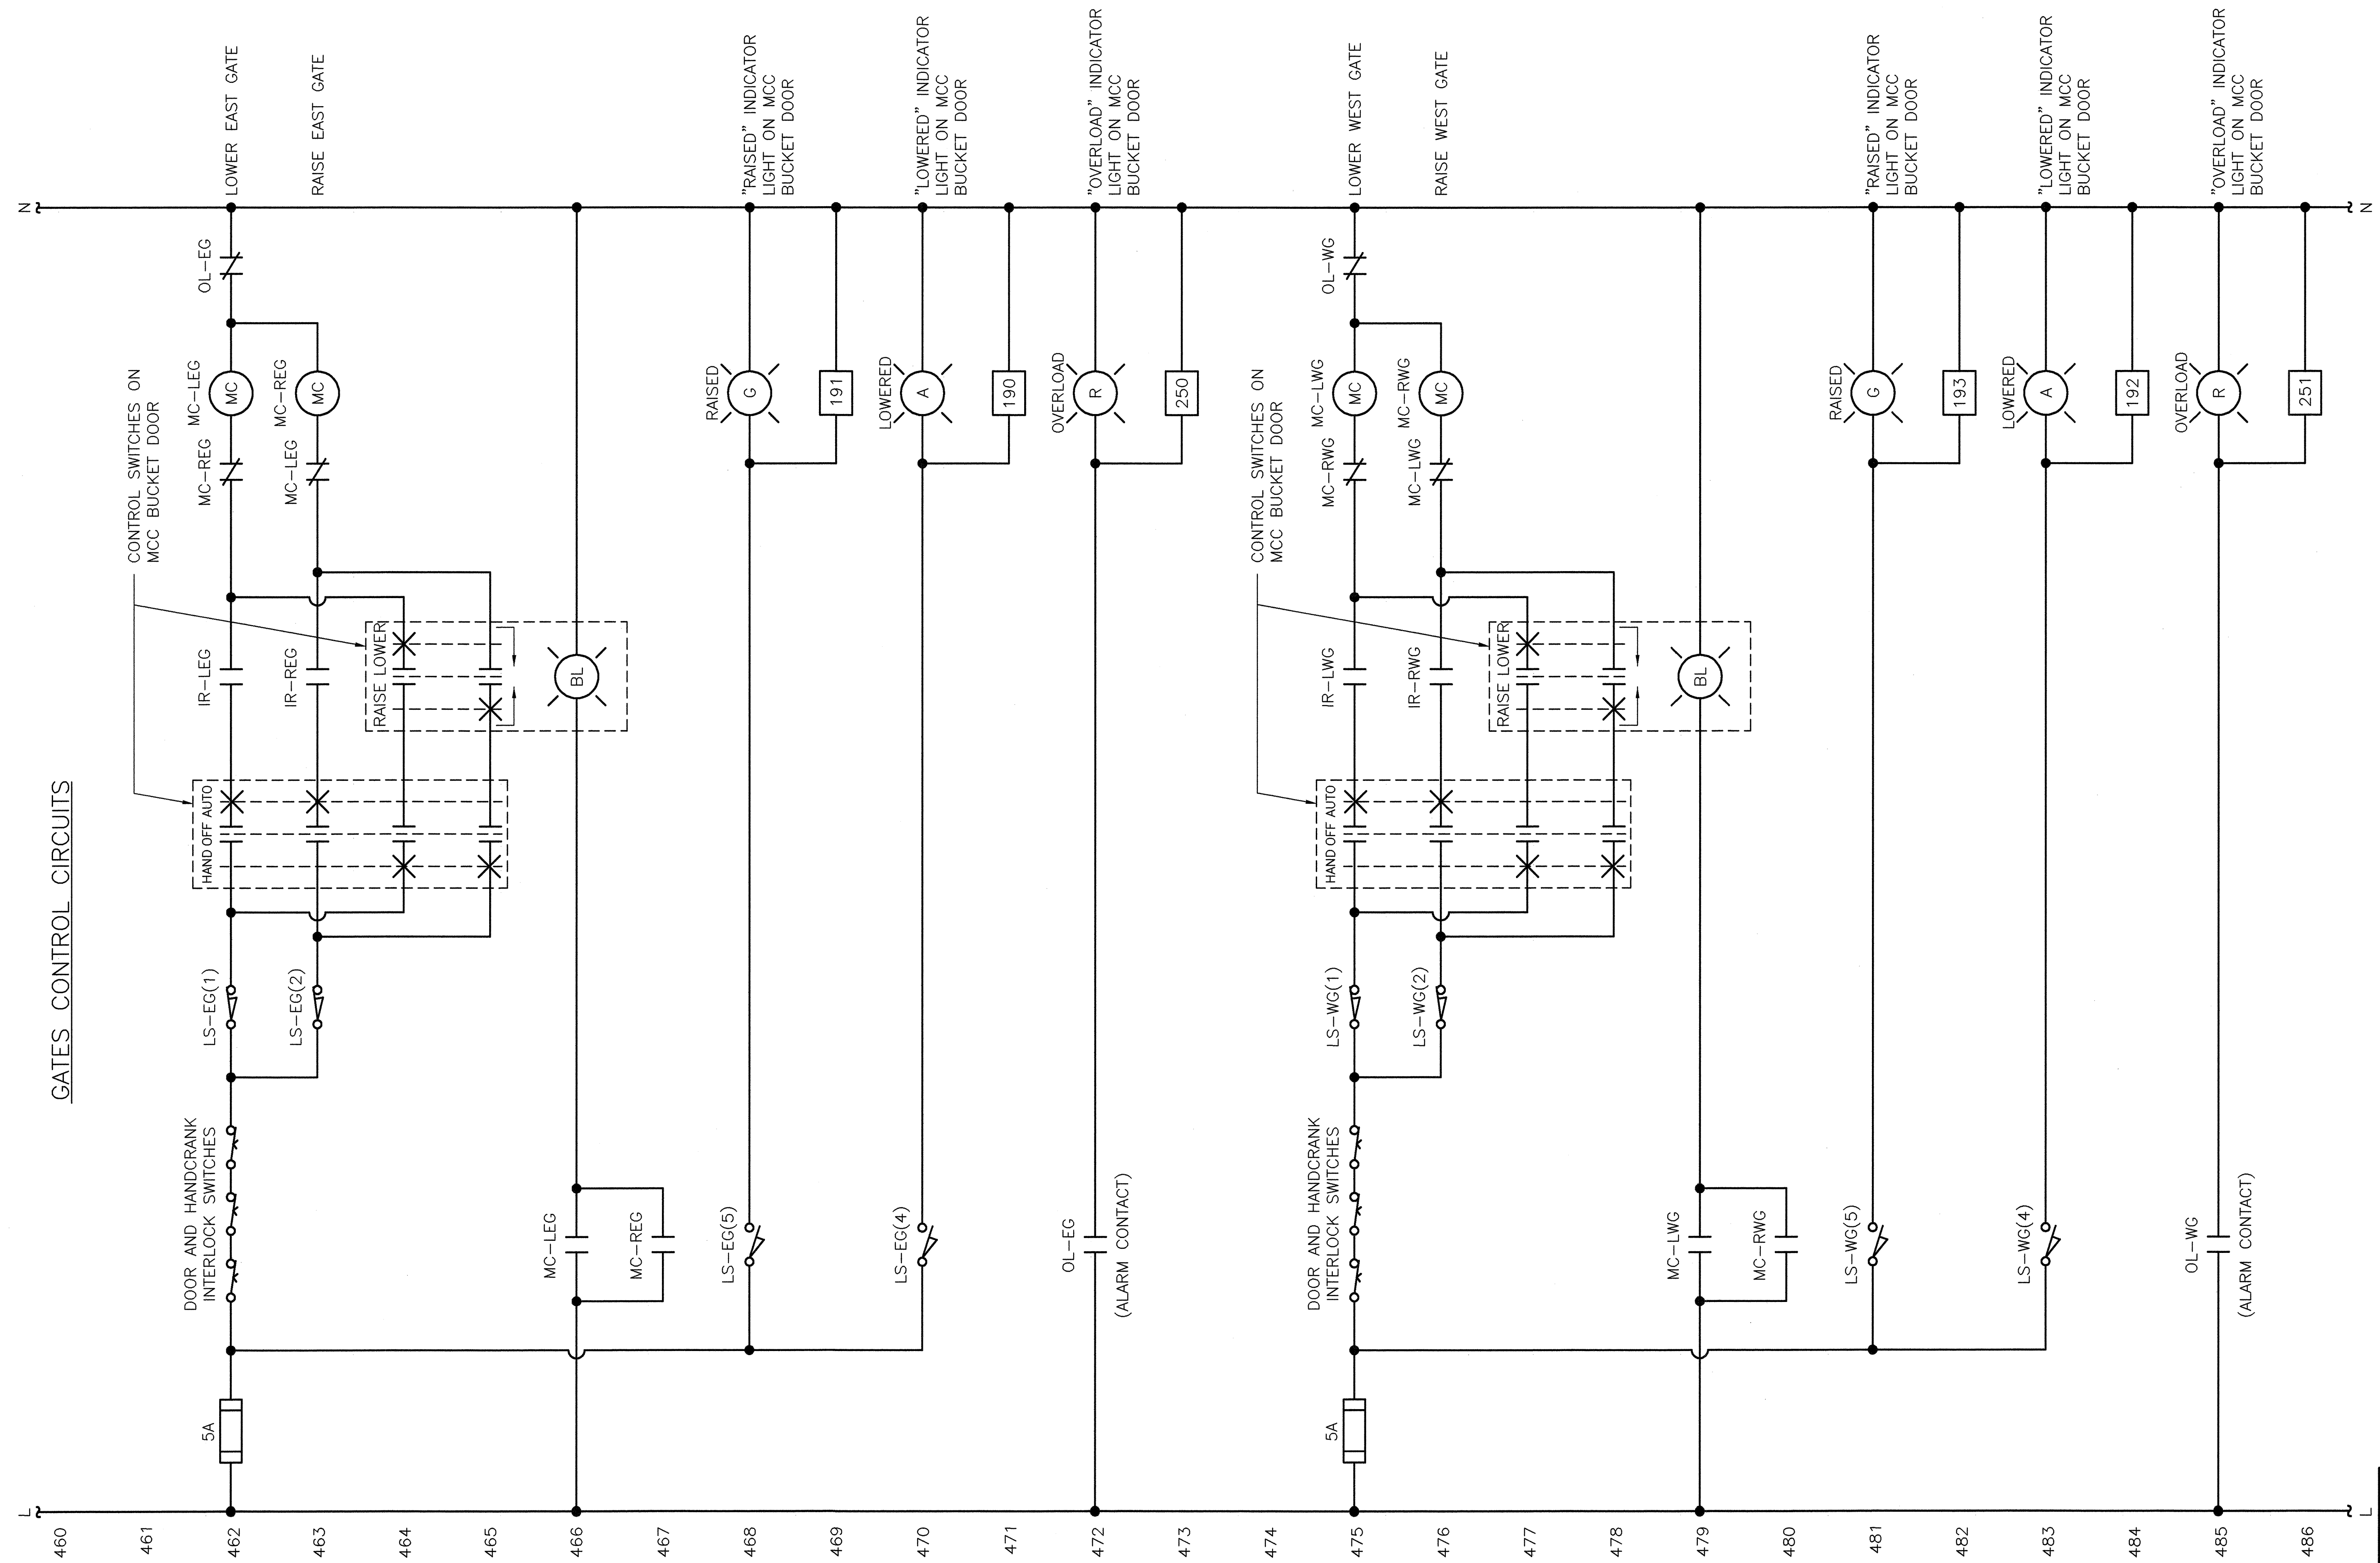 GATES CONTROL CIRCUITS
L
N
460
461
CONTROL SWITCHES ON
MCC BUCKET DOOR
462
5A
DOOR AND HANDCRANK
INTERLOCK SWITCHES
LS-EG(1)
HAND OFF AUTO
IR-LEG
MC-REG
MC-LEG
MC
OL-EG
LOWER EAST GATE
463
LS-EG(2)
IR-REG
MC-LEG
MC-REG
MC
RAISE EAST GATE
464
RAISE LOWER
465
466
MC-LEG
BL
467
MC-REG
468
LS-EG(5)
RAISED
G
"RAISED" INDICATOR
LIGHT ON MCC
BUCKET DOOR
469
191
470
LS-EG(4)
LOWERED
A
"LOWERED" INDICATOR
LIGHT ON MCC
BUCKET DOOR
471
190
472
OL-EG
(ALARM CONTACT)
OVERLOAD
R
"OVERLOAD" INDICATOR
LIGHT ON MCC
BUCKET DOOR
473
250
474
CONTROL SWITCHES ON
MCC BUCKET DOOR
475
5A
DOOR AND HANDCRANK
INTERLOCK SWITCHES
LS-WG(1)
HAND OFF AUTO
IR-LWG
MC-RWG
MC-LWG
MC
OL-WG
LOWER WEST GATE
476
LS-WG(2)
IR-RWG
MC-LWG
MC-RWG
MC
RAISE WEST GATE
477
RAISE LOWER
478
479
MC-LWG
BL
480
MC-RWG
481
LS-WG(5)
RAISED
G
"RAISED" INDICATOR
LIGHT ON MCC
BUCKET DOOR
482
193
483
LS-WG(4)
LOWERED
A
"LOWERED" INDICATOR
LIGHT ON MCC
BUCKET DOOR
484
192
485
OL-WG
(ALARM CONTACT)
OVERLOAD
R
"OVERLOAD" INDICATOR
LIGHT ON MCC
BUCKET DOOR
486
251
L
N